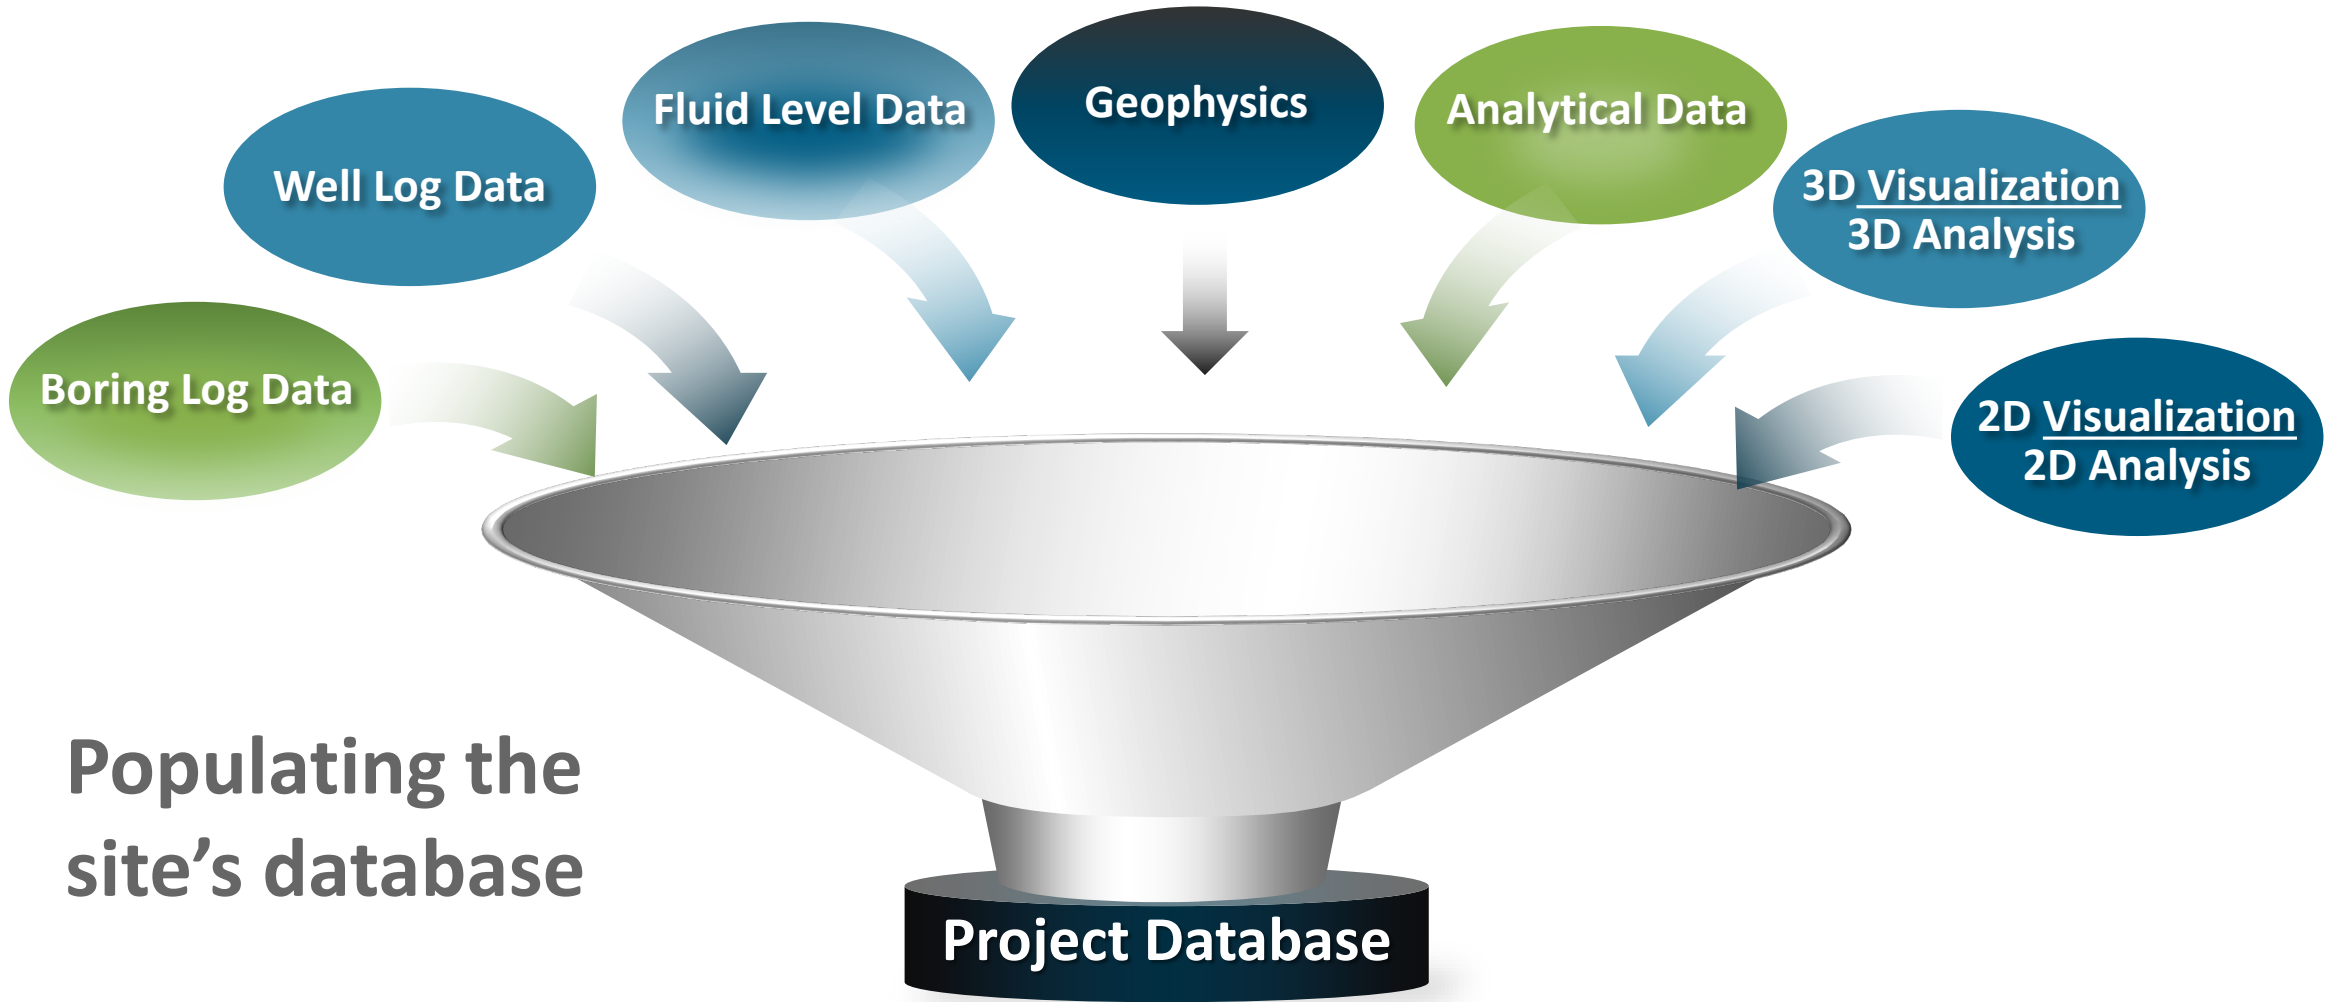 Boring Log Data
Well Log Data
Fluid Level Data
Geophysics
Analytical Data
3D Visualization
3D Analysis
2D Visualization
2D Analysis
Populating the
site’s database
Project Database